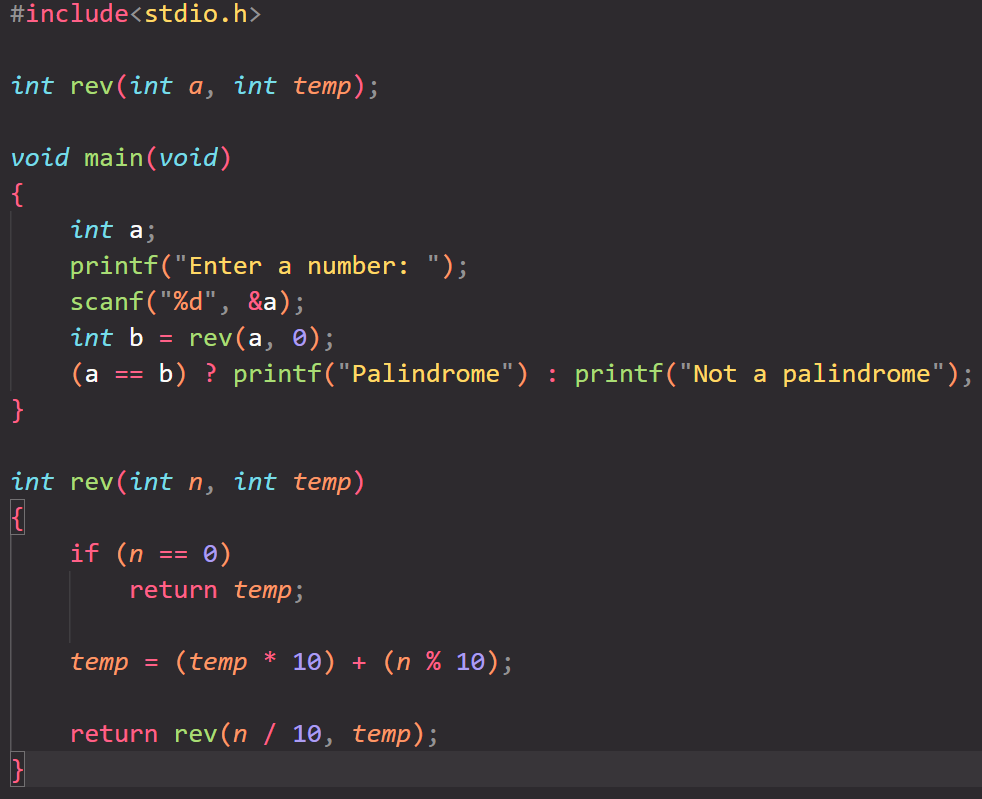 #include<stdio.h>
int rev(int a, int temp);
void main(void)
{
    int a;
    printf("Enter a number: ");
    scanf("%d", &a);
    int b = rev(a, 0);
    (a == b) ? printf("Palindrome") : printf("Not a palindrome");
}
int rev(int n, int temp)
{
    if (n == 0)
        return temp;
    temp = (temp * 10) + (n % 10);
    return rev(n / 10, temp);
}